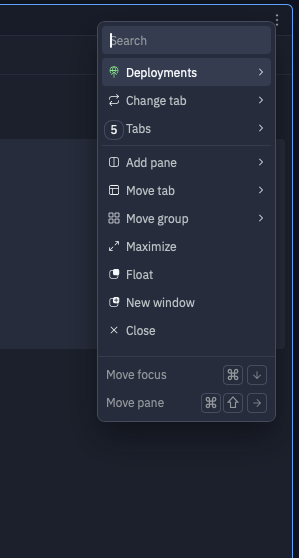 Search
Deployments
Change tab
5 Tabs
Add pane
Move tab
Move group
Maximize
Float
New window
Close
Move focus ⌘ ↓
Move pane ⌘ ⇧ →